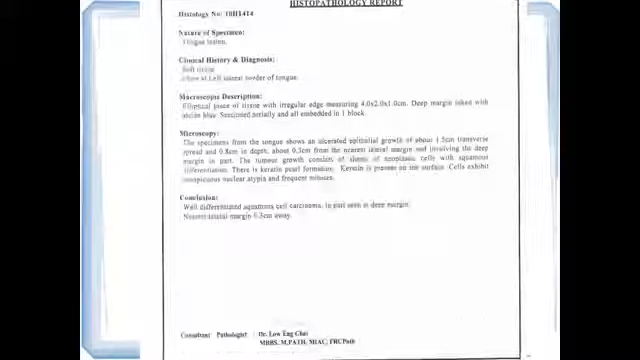 HISTOPATHOLOGY REPORT
Histology No: 10H1414
Nature of Specimen:
Tongue lesion.
Clinical History & Diagnosis:
Soft tissue
at Left lateral border of tongue.
Macroscopic Description:
Elliptical piece of tissue with irregular edge measuring 4.0x2.0x1.0cm. Deep margin inked with
alcian blue. Sectioned serially and all embedded in 1 block.
Microscopy:
The specimens from the tongue shows an ulcerated epithelial growth of about 1.5cm transverse
spread and 0.8cm in depth, about 0.3cm from the nearest lateral margin and involving the deep
margin in part. The tumour growth consists of sheets of neoplastic cells with squamous
differentiation. There is keratin pearl formation. Keratin is present on the surface. Cells exhibit
conspicuous nuclear atypia and frequent mitoses.
Conclusion:
Well differentiated squamous cell carcinoma. In part seen at deep margin.
Nearest lateral margin 0.3cm away.
Consultant Pathologist : Dr. Low Eng Chai
MBBS, M.PATH, MIAC, FRCPath